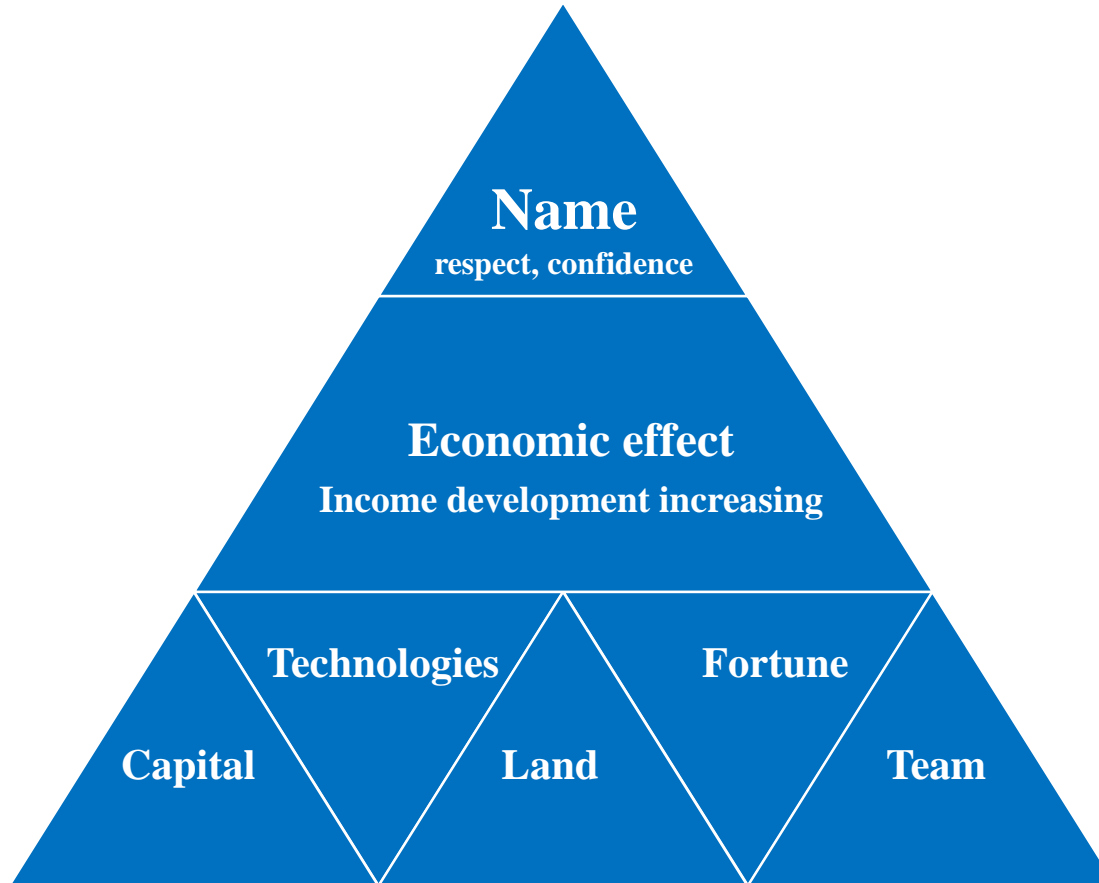 Name
respect, confidence
Economic effect
Income development increasing
Technologies
Fortune
Capital
Land
Team